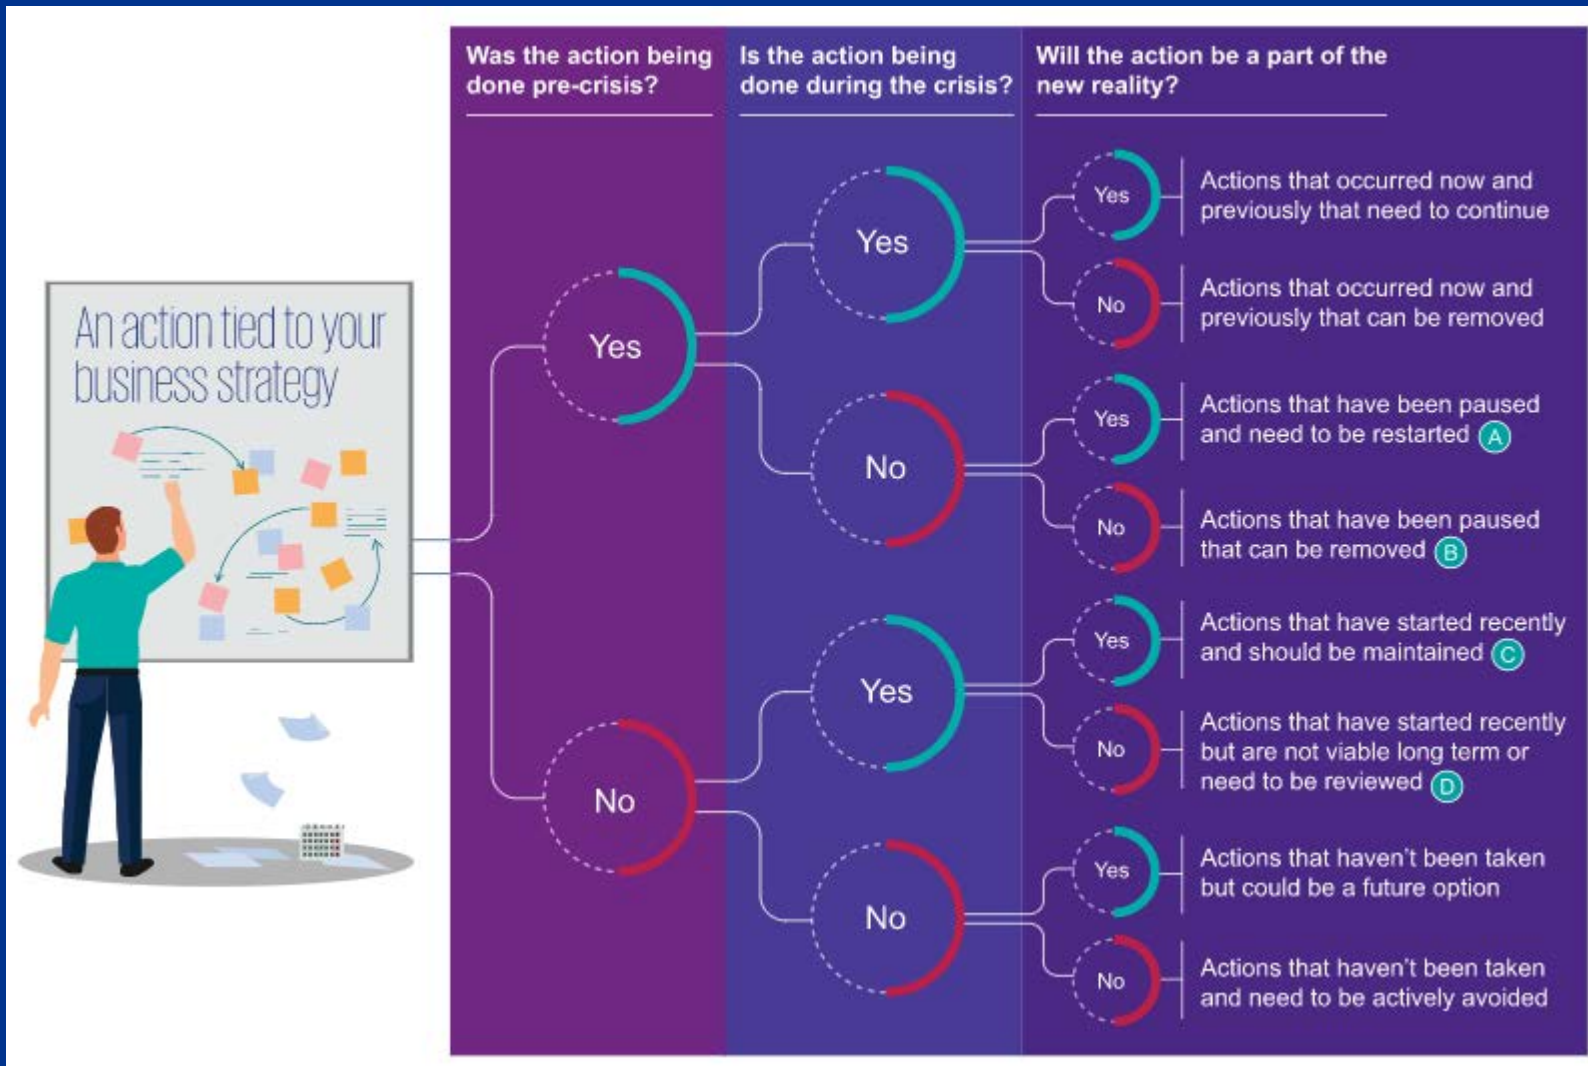 Was the action being
done pre-crisis?
Is the action being
done during the crisis?
Will the action be a part of the
new reality?
An action tied to your
business strategy
Yes
No
Yes
No
Yes
No
Yes
Actions that occurred now and
previously that need to continue
No
Actions that occurred now and
previously that can be removed
Yes
Actions that have been paused
and need to be restarted A
No
Actions that have been paused
that can be removed B
Yes
Actions that have started recently
and should be maintained C
No
Actions that have started recently
but are not viable long term or
need to be reviewed D
Yes
Actions that haven't been taken
but could be a future option
No
Actions that haven't been taken
and need to be actively avoided